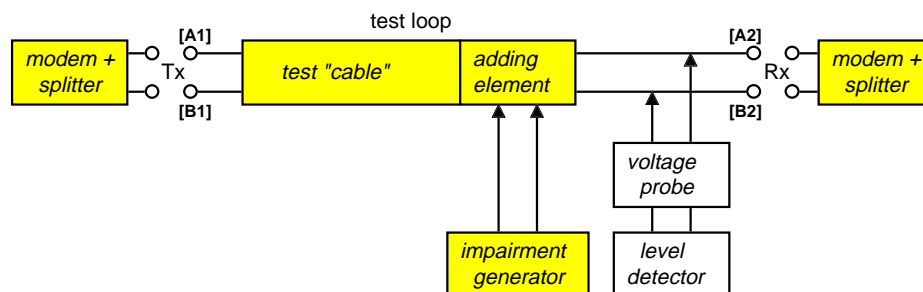 test loop
[A1]
[A2]
modem +
splitter
Tx
test "cable"
adding
element
Rx
modem +
splitter
[B1]
[B2]
voltage
probe
impairment
generator
level
detector